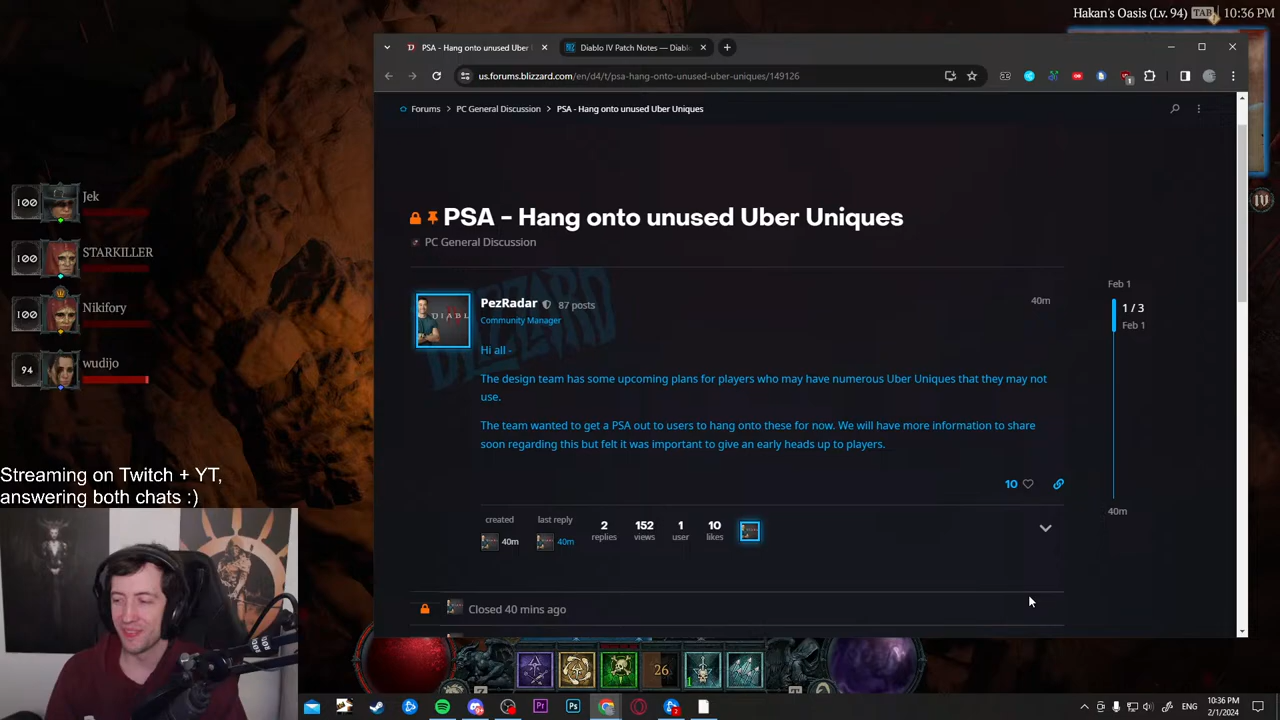 Hakan's Oasis (Lv. 94) TAB 10:36 PM
PSA - Hang onto unused Uber
Diablo IV Patch Notes — Diabl
us.forums.blizzard.com/en/d4/t/psa-hang-onto-unused-uber-uniques/149126
Forums > PC General Discussion > PSA - Hang onto unused Uber Uniques
PSA - Hang onto unused Uber Uniques
PC General Discussion
PezRadar 87 posts
40m
Community Manager
Hi all -
The design team has some upcoming plans for players who may have numerous Uber Uniques that they may not
use.
The team wanted to get a PSA out to users to hang onto these for now. We will have more information to share
soon regarding this but felt it was important to give an early heads up to players.
10
created
40m
last reply
40m
2
replies
152
views
1
user
10
likes
Closed 40 mins ago
Feb 1
1 / 3
Feb 1
40m
100 Jek
100 STARKILLER
100 Nikifory
94 wudijo
Streaming on Twitch + YT,
answering both chats :)
26
1
ENG
10:36 PM
2/1/2024